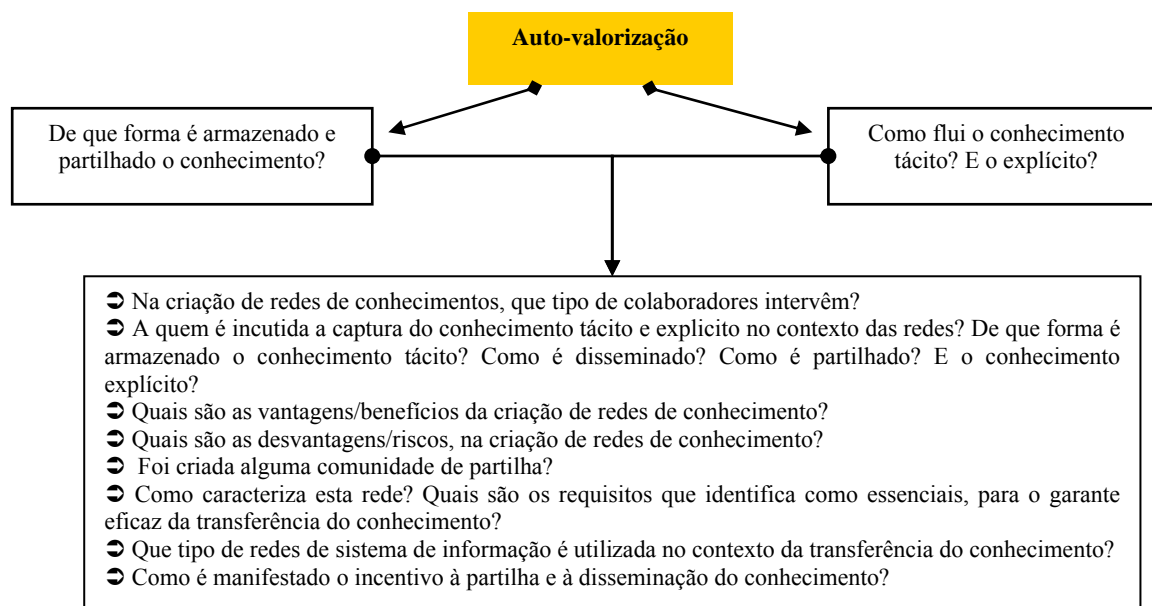 Auto-valorização
De que forma é armazenado e
partilhado o conhecimento?
Como flui o conhecimento
tácito? E o explícito?
➲ Na criação de redes de conhecimentos, que tipo de colaboradores intervêm?
➲ A quem é incutida a captura do conhecimento tácito e explicito no contexto das redes? De que forma é
armazenado o conhecimento tácito? Como é disseminado? Como é partilhado? E o conhecimento
explícito?
➲ Quais são as vantagens/benefícios da criação de redes de conhecimento?
➲ Quais são as desvantagens/riscos, na criação de redes de conhecimento?
➲ Foi criada alguma comunidade de partilha?
➲ Como caracteriza esta rede? Quais são os requisitos que identifica como essenciais, para o garante
eficaz da transferência do conhecimento?
➲ Que tipo de redes de sistema de informação é utilizada no contexto da transferência do conhecimento?
➲ Como é manifestado o incentivo à partilha e à disseminação do conhecimento?